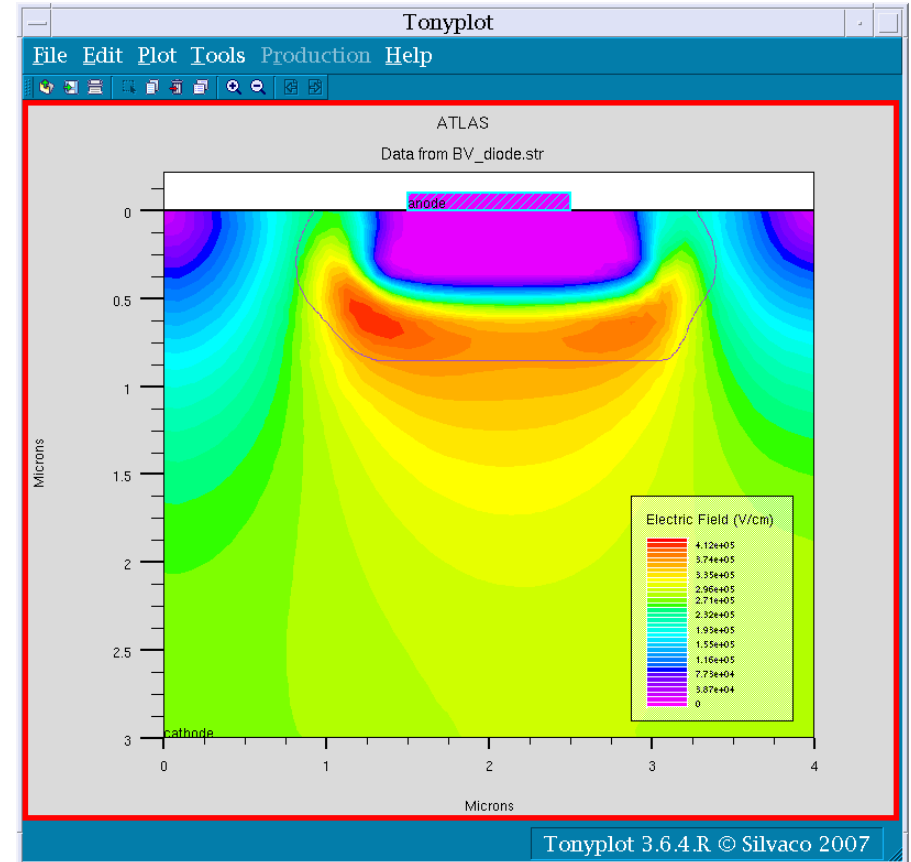 Tonyplot
File Edit Plot Tools Production Help
ATLAS
Data from BV_diode.str
anode
0
0.5
1
1.5
2
2.5
3
Microns
Electric Field (V/cm)
4.12e+05
3.74e+05
3.35e+05
2.96e+05
2.71e+05
2.32e+05
1.93e+05
1.55e+05
1.16e+05
7.73e+04
3.87e+04
0
cathode
0 1 2 3 4
Microns
Tonyplot 3.6.4.R © Silvaco 2007